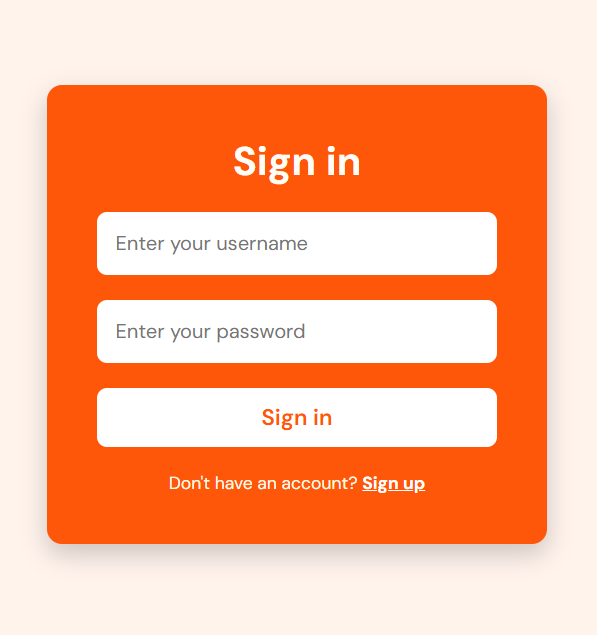 Sign in
Enter your username
Enter your password
Sign in
Don't have an account? Sign up